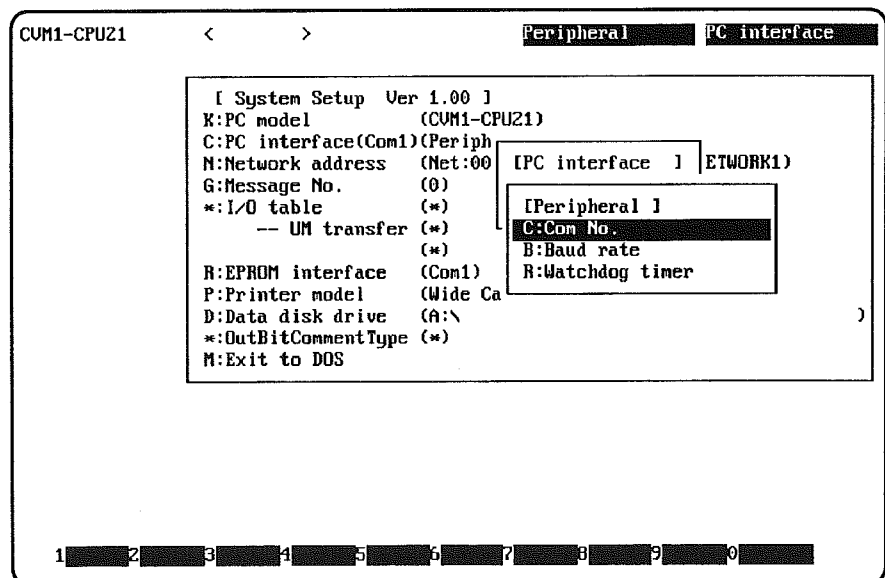 CVM1-CPU21 < > Peripheral PC interface
[ System Setup Ver 1.00 ]
K:PC model (CVM1-CPU21)
C:PC interface(Com1)(Periph
N:Network address (Net:00 [PC interface ] ETWORK1)
G:Message No. (0)
*:I/O table (*) [Peripheral ]
-- UM transfer (*) C:Com No.
(*) B:Baud rate
R:EPROM interface (Com1) R:Watchdog timer
P:Printer model (Wide Ca
D:Data disk drive (A:\ )
*:OutBitCommentType (*)
M:Exit to DOS
1 2 3 4 5 6 7 8 9 0